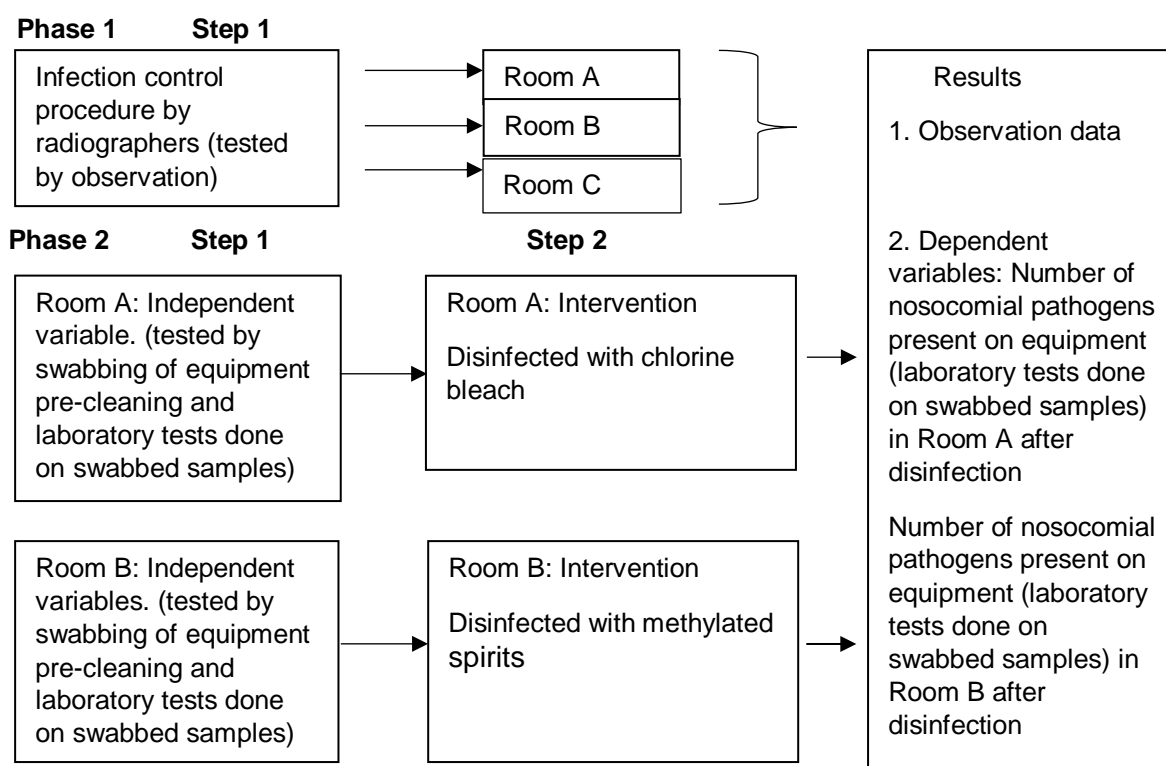 Phase 1 Step 1
Infection control
procedure by
radiographers (tested
by observation)
Room A
Room B
Room C
Results
1. Observation data
Phase 2 Step 1 Step 2
Room A: Independent
variable. (tested by
swabbing of equipment
pre-cleaning and
laboratory tests done
on swabbed samples)
Room A: Intervention
Disinfected with chlorine
bleach
2. Dependent
variables: Number of
nosocomial pathogens
present on equipment
(laboratory tests done
on swabbed samples)
in Room A after
disinfection
Room B: Independent
variables. (tested by
swabbing of equipment
pre-cleaning and
laboratory tests done
on swabbed samples)
Room B: Intervention
Disinfected with methylated
spirits
Number of nosocomial
pathogens present on
equipment (laboratory
tests done on
swabbed samples) in
Room B after
disinfection